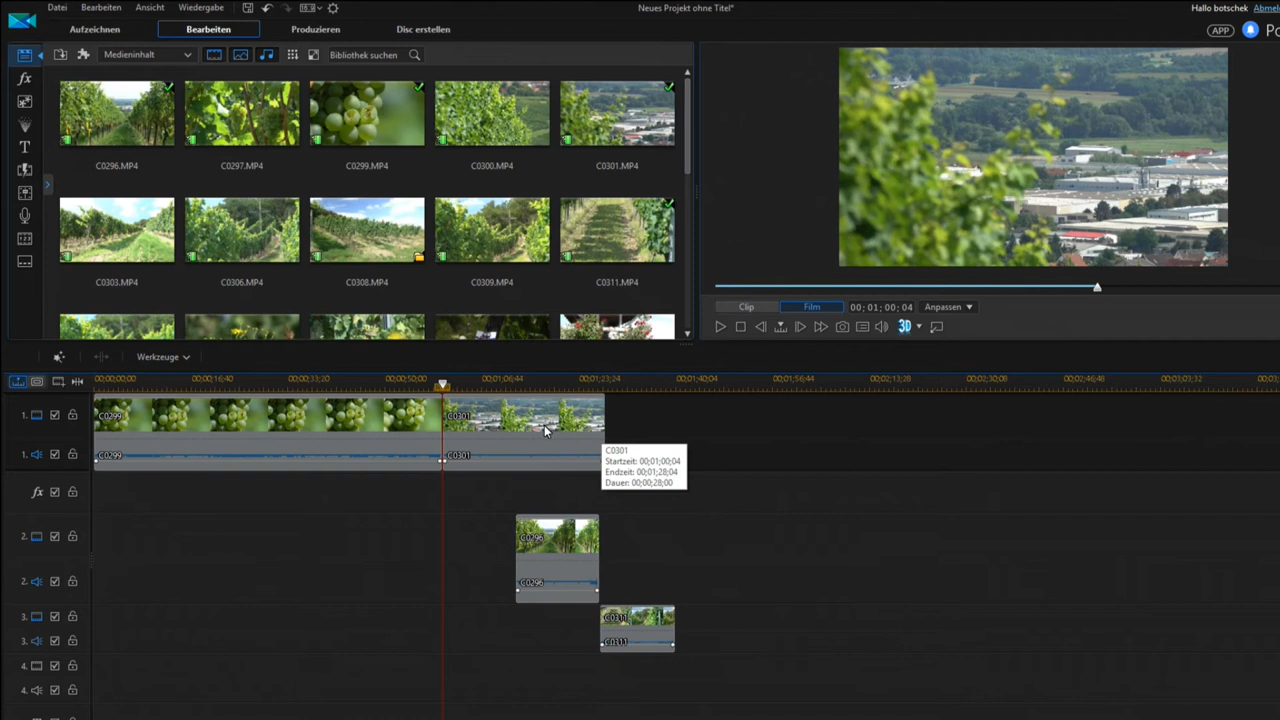 Datei Bearbeiten Ansicht Wiedergabe
Neues Projekt ohne Titel*
Hallo botschek
Aufzeichnen Bearbeiten Produzieren Disc erstellen
APP
Medieninhalt
Bibliothek suchen
fx
T
C0296.MP4 C0297.MP4 C0299.MP4 C0300.MP4 C0301.MP4
C0303.MP4 C0306.MP4 C0308.MP4 C0309.MP4 C0311.MP4
Clip Film 00;01;00;04 Anpassen
3D
Werkzeuge
00;00;00;00 00;00;16;40 00;00;33;20 00;00;50;00 00;01;06;44 00;01;23;24 00;01;40;04 00;01;56;44 00;02;13;28 00;02;30;08 00;02;46;48 00;03;03;32
1. C0299 C0301
1. C0299 C0301
C0301
Startzeit: 00;01;00;04
Endzeit: 00;01;28;04
Dauer: 00;00;28;00
fx
2. C0296
2. C0296
3. C0311
3. C0311
4.
4.